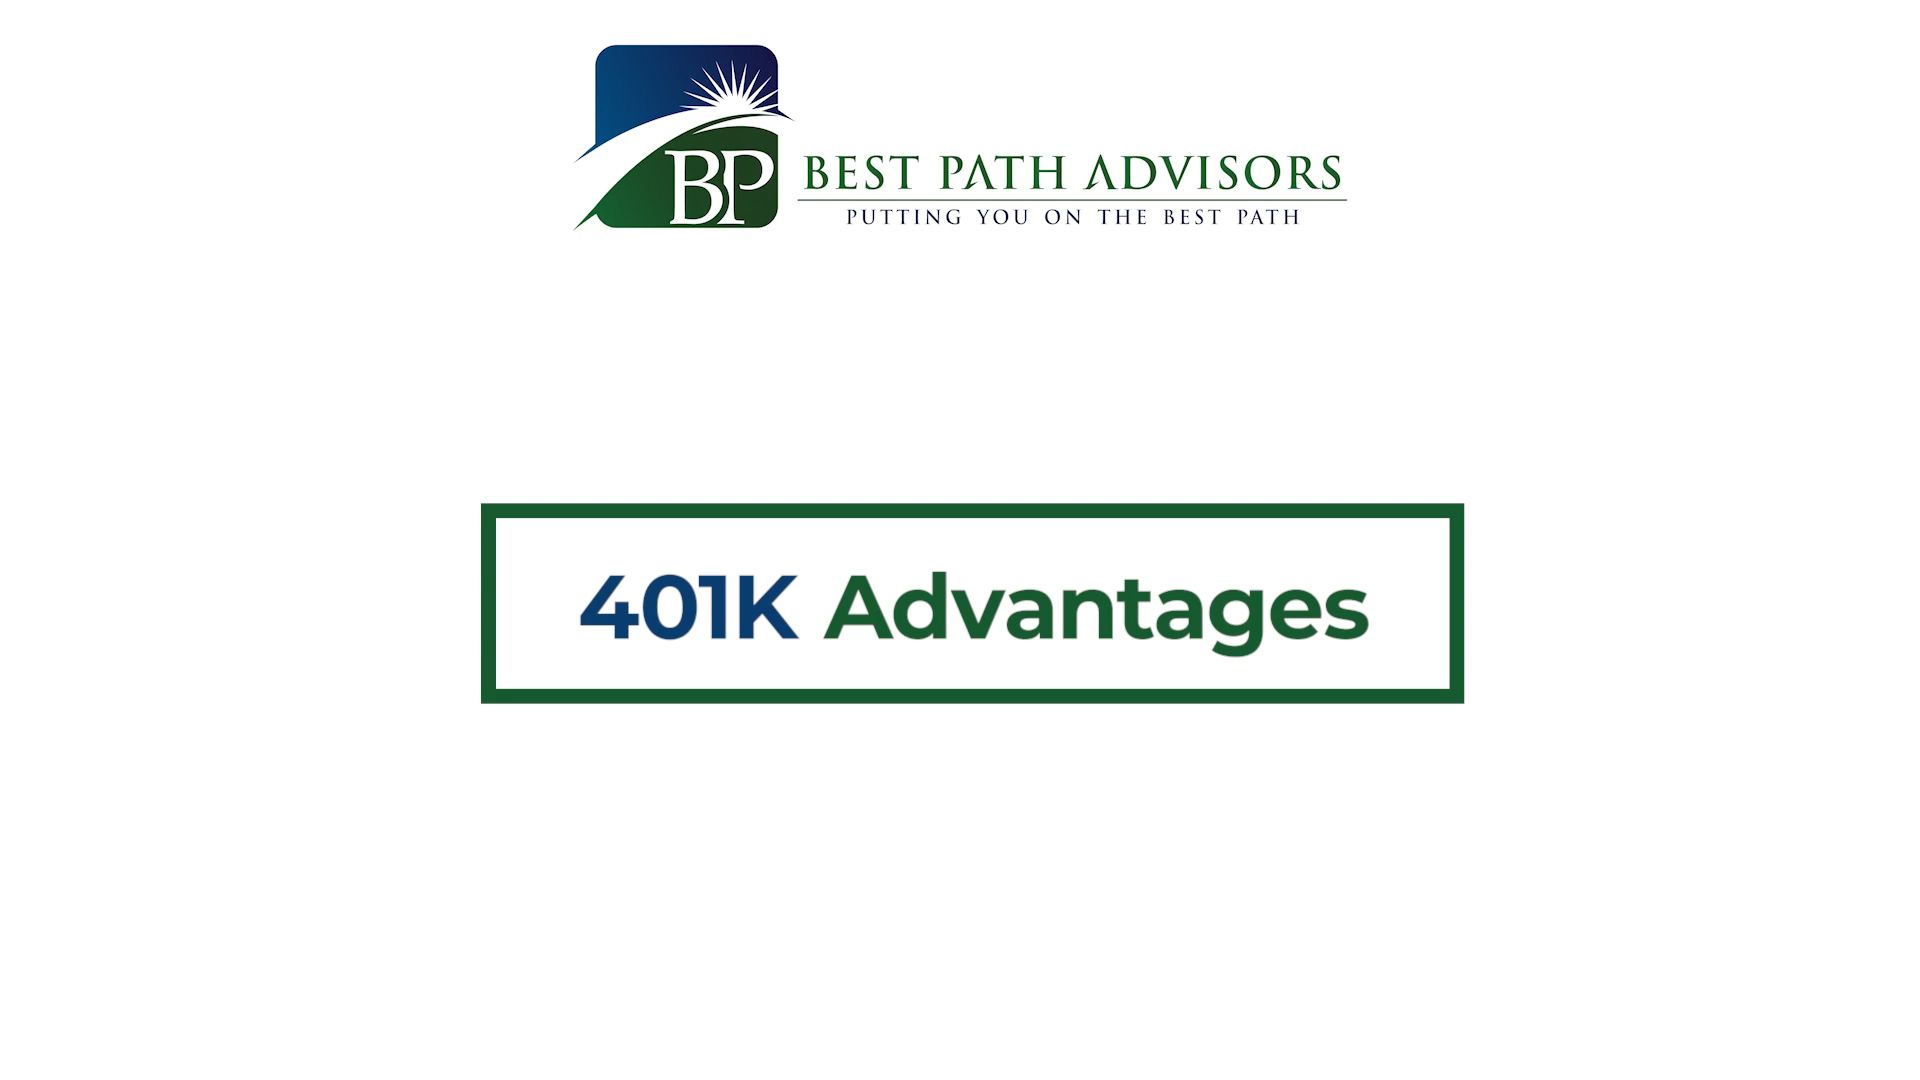 BP
BEST PATH ADVISORS
PUTTING YOU ON THE BEST PATH
401K Advantages